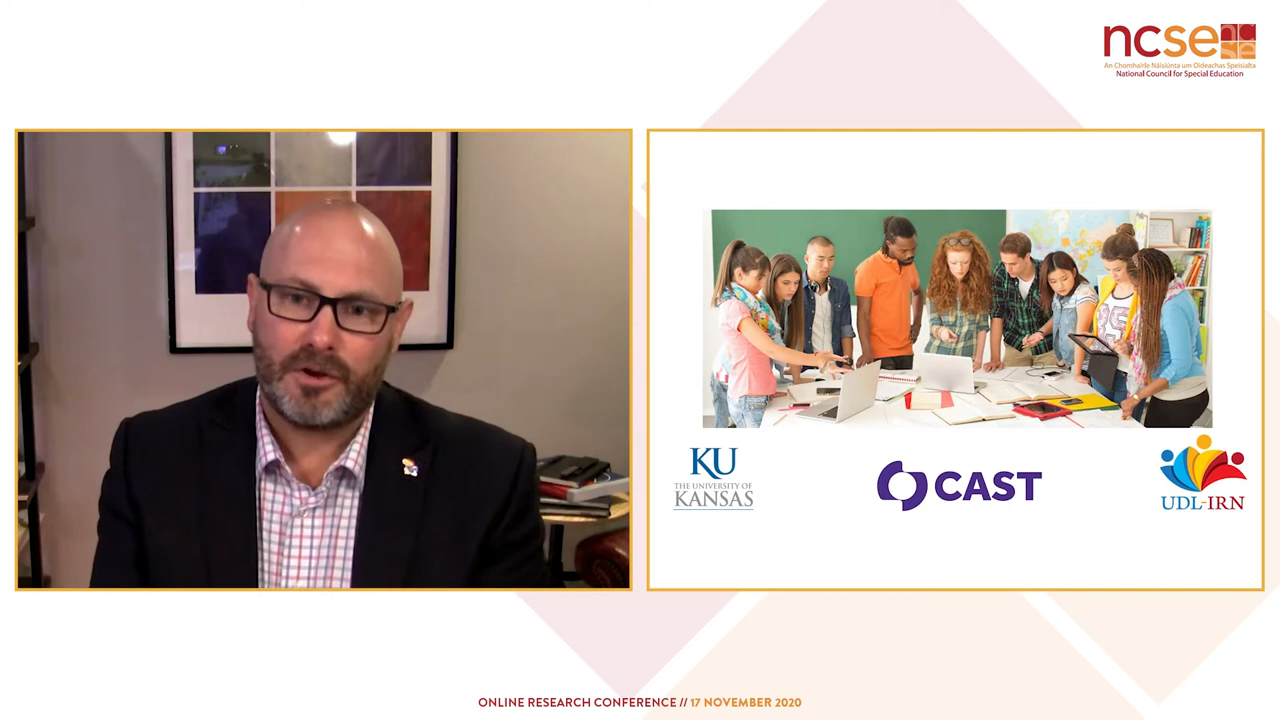 ncse
An Chomhairle Náisiúnta um Oideachas Speisialta
National Council for Special Education
KU
THE UNIVERSITY OF
KANSAS
CAST
UDL-IRN
ONLINE RESEARCH CONFERENCE // 17 NOVEMBER 2020